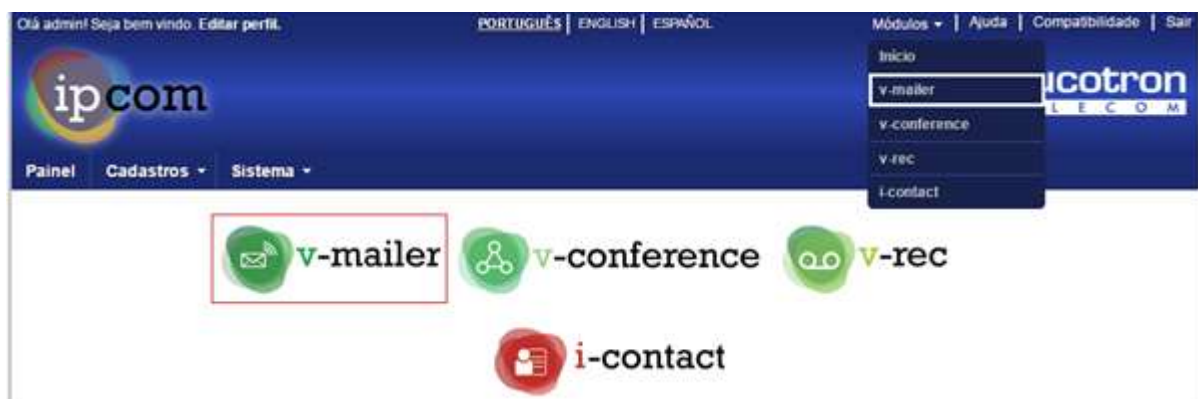 Olá admin! Seja bem vindo. Editar perfil.
PORTUGUÊS | ENGLISH | ESPAÑOL
Módulos | Ajuda | Compatibilidade | Sair
Início
v-mailer
v-conference
v-rec
i-contact
ipcom
ucotron
L E C O M
Painel Cadastros Sistema
v-mailer v-conference v-rec
i-contact